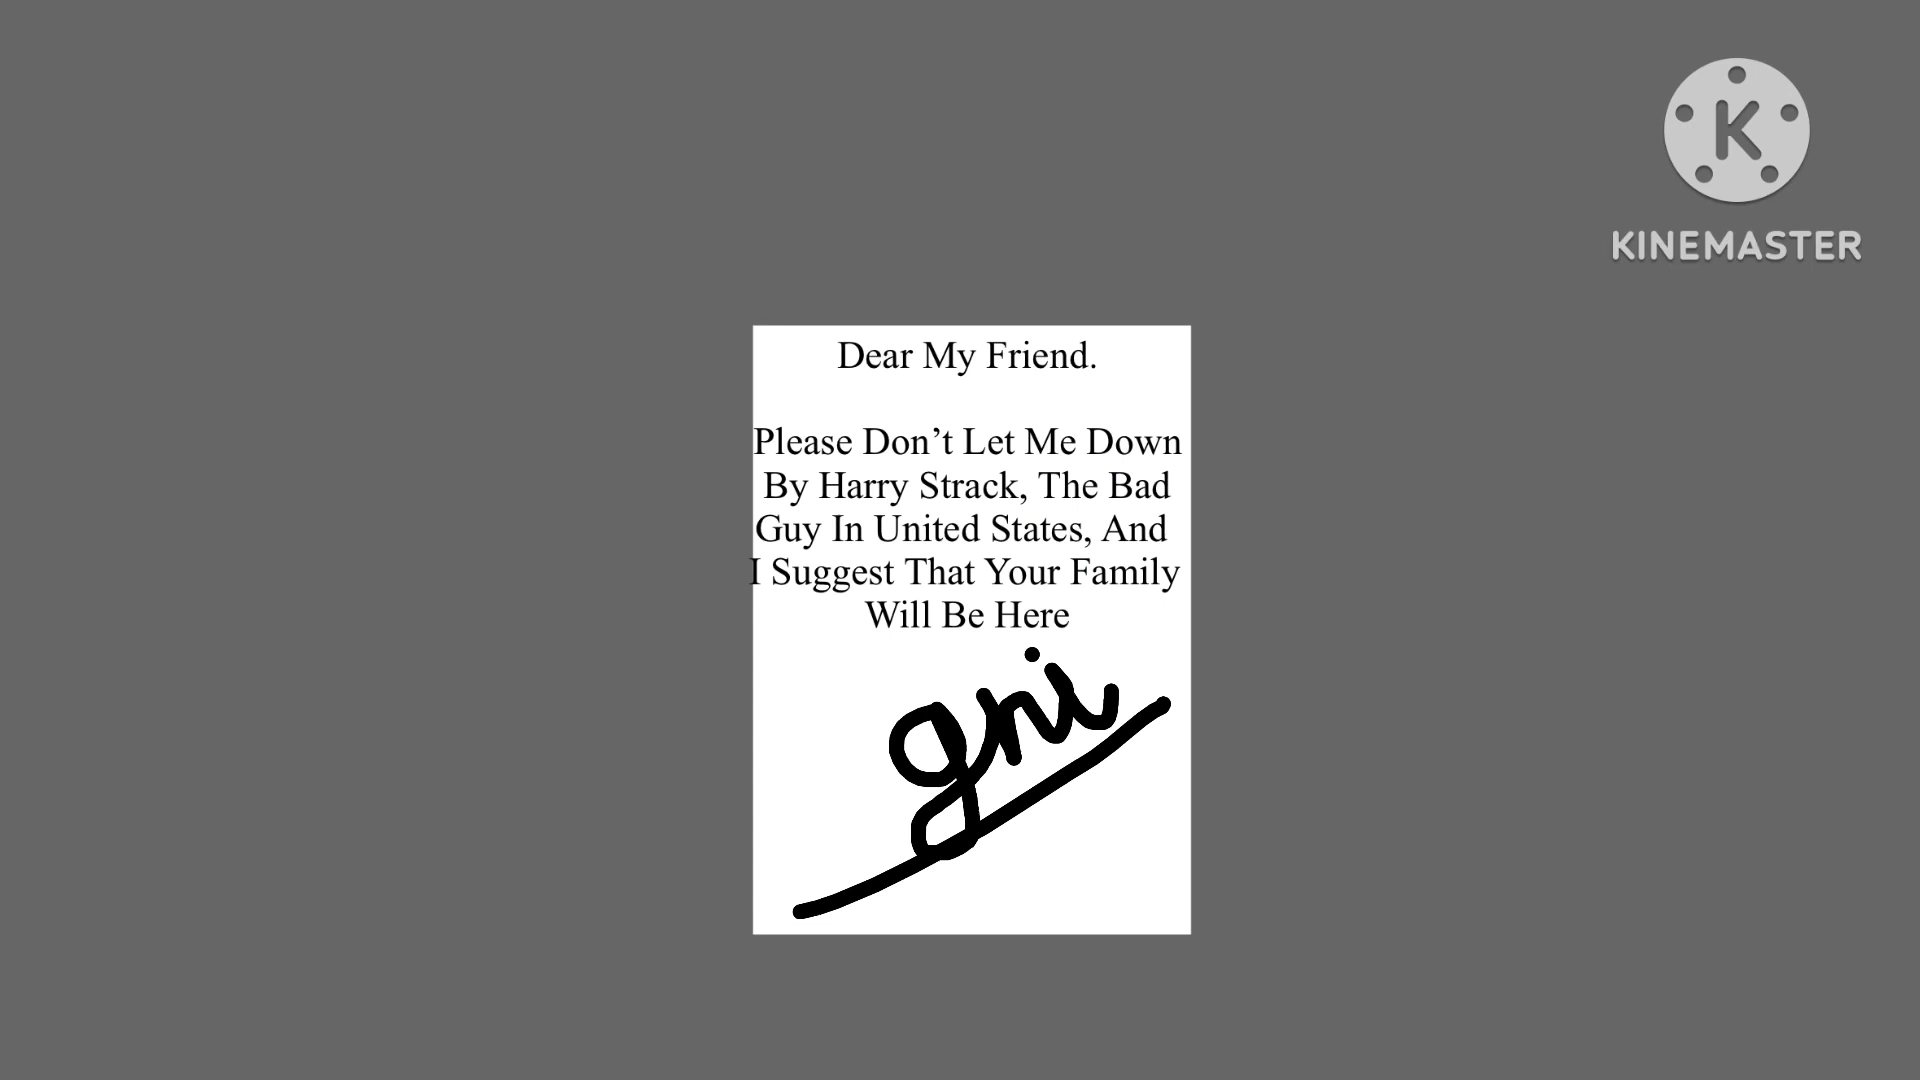 KINEMASTER
Dear My Friend.
Please Don’t Let Me Down
By Harry Strack, The Bad
Guy In United States, And
I Suggest That Your Family
Will Be Here